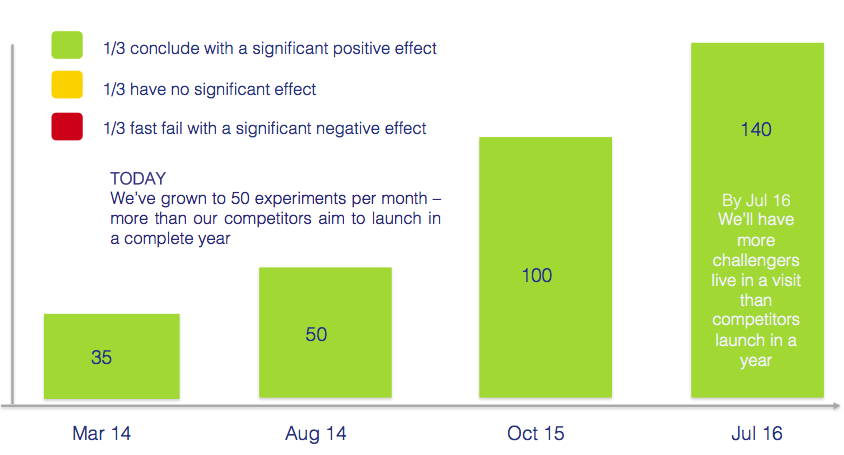 1/3 conclude with a significant positive effect
1/3 have no significant effect
1/3 fast fail with a significant negative effect
TODAY
We've grown to 50 experiments per month –
more than our competitors aim to launch in
a complete year
35
50
100
140
By Jul 16
We'll have
more
challengers
live in a visit
than
competitors
launch in a
year
Mar 14
Aug 14
Oct 15
Jul 16